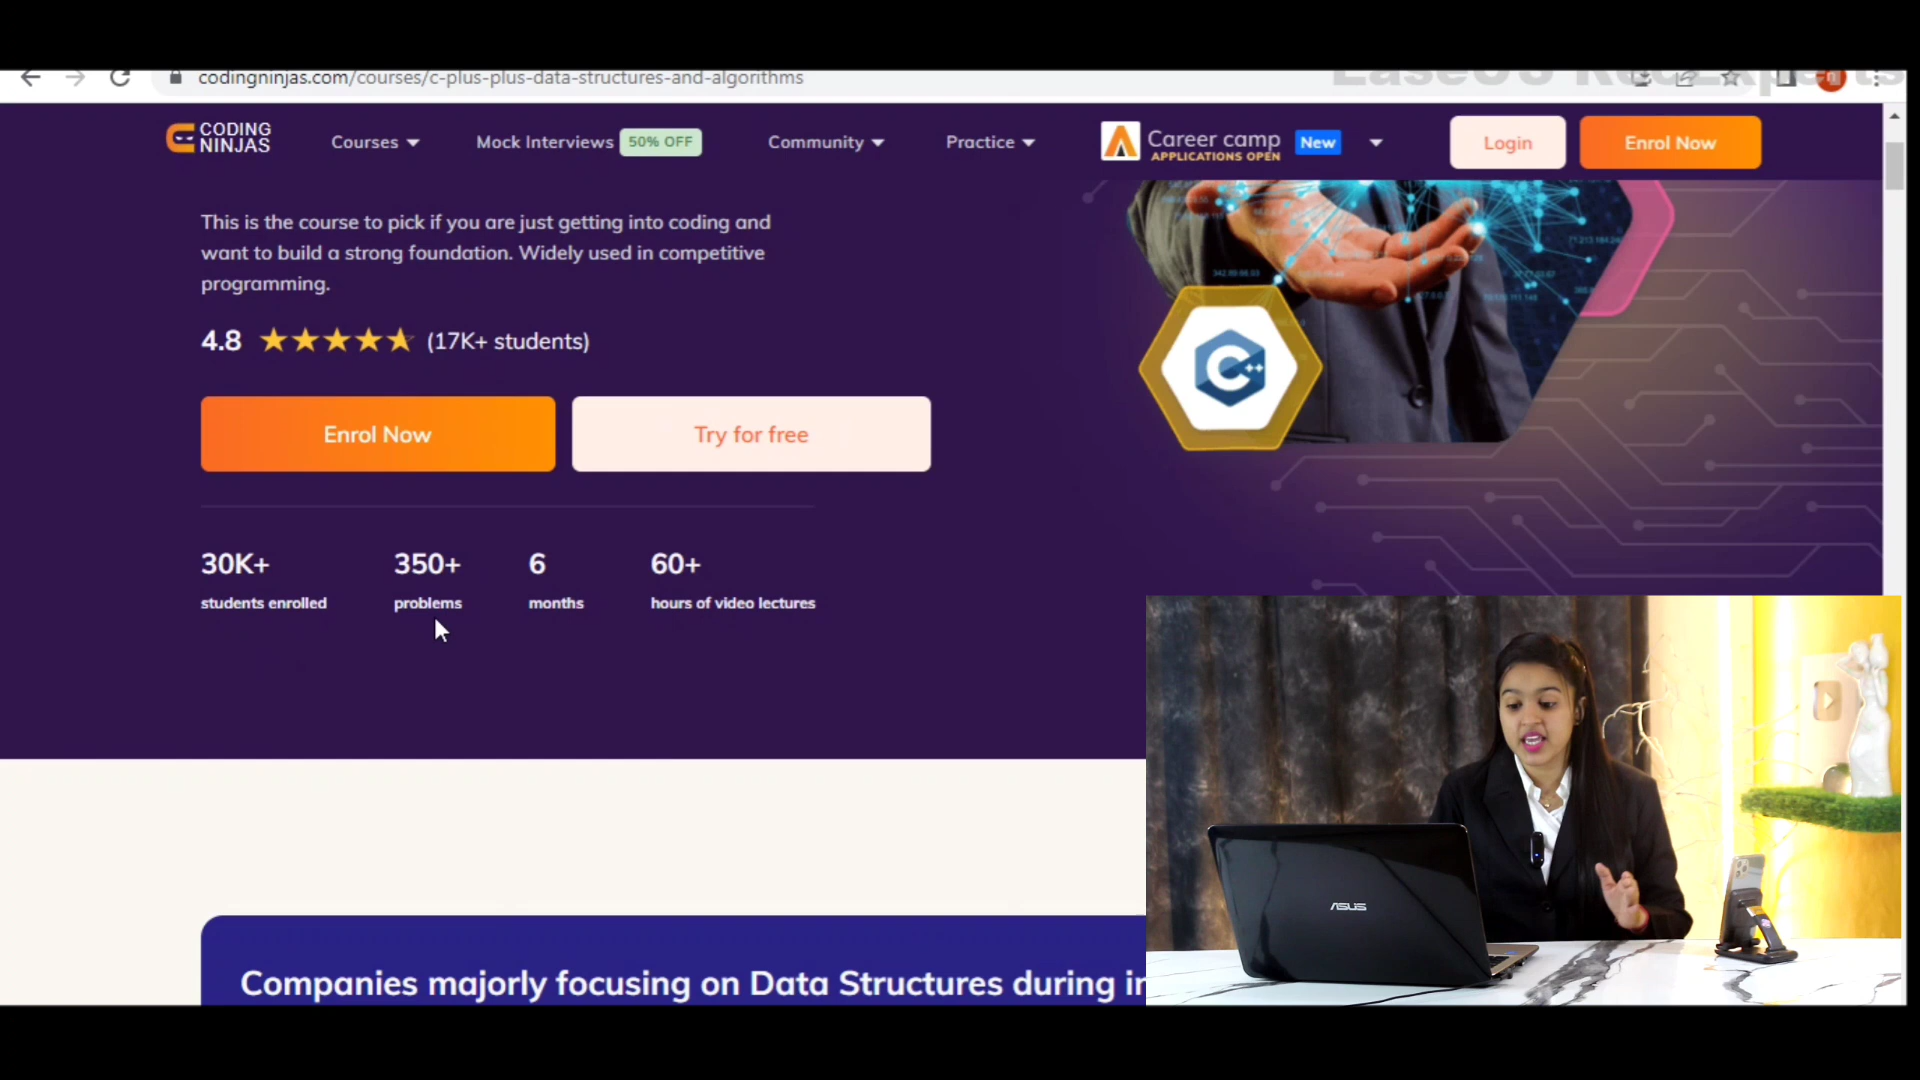 EaseUS RecExperts
codingninjas.com/courses/c-plus-plus-data-structures-and-algorithms
CODING
NINJAS
Courses
Mock Interviews
50% OFF
Community
Practice
Career camp
APPLICATIONS OPEN
New
Login
Enrol Now
This is the course to pick if you are just getting into coding and
want to build a strong foundation. Widely used in competitive
programming.
4.8
(17K+ students)
Enrol Now
Try for free
30K+
350+
6
60+
students enrolled
problems
months
hours of video lectures
Companies majorly focusing on Data Structures during
ASUS